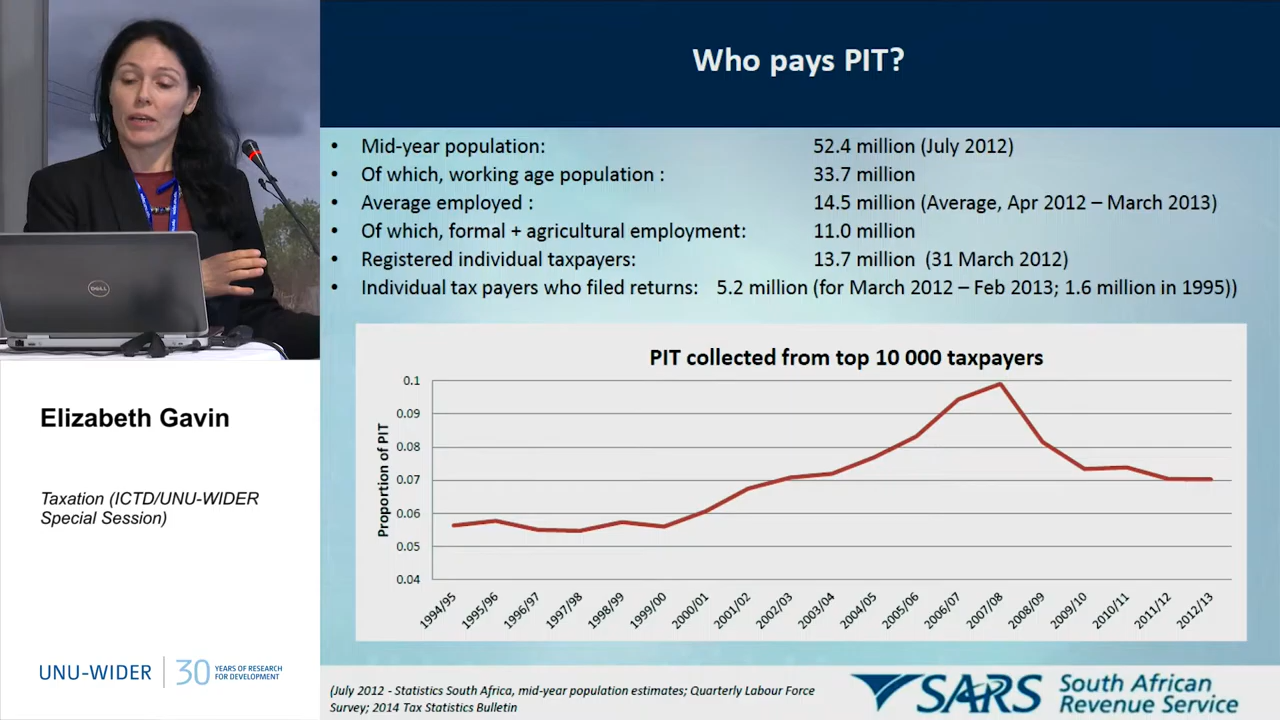 Who pays PIT?
• Mid-year population: 52.4 million (July 2012)
• Of which, working age population : 33.7 million
• Average employed : 14.5 million (Average, Apr 2012 – March 2013)
• Of which, formal + agricultural employment: 11.0 million
• Registered individual taxpayers: 13.7 million (31 March 2012)
• Individual tax payers who filed returns: 5.2 million (for March 2012 – Feb 2013; 1.6 million in 1995))
PIT collected from top 10 000 taxpayers
Proportion of PIT
0.1
0.09
0.08
0.07
0.06
0.05
0.04
1994/95
1995/96
1996/97
1997/98
1998/99
1999/00
2000/01
2001/02
2002/03
2003/04
2004/05
2005/06
2006/07
2007/08
2008/09
2009/10
2010/11
2011/12
2012/13
(July 2012 - Statistics South Africa, mid-year population estimates; Quarterly Labour Force
Survey; 2014 Tax Statistics Bulletin
SARS
South African
Revenue Service
DELL
Elizabeth Gavin
Taxation (ICTD/UNU-WIDER
Special Session)
UNU-WIDER
30
YEARS OF RESEARCH
FOR DEVELOPMENT